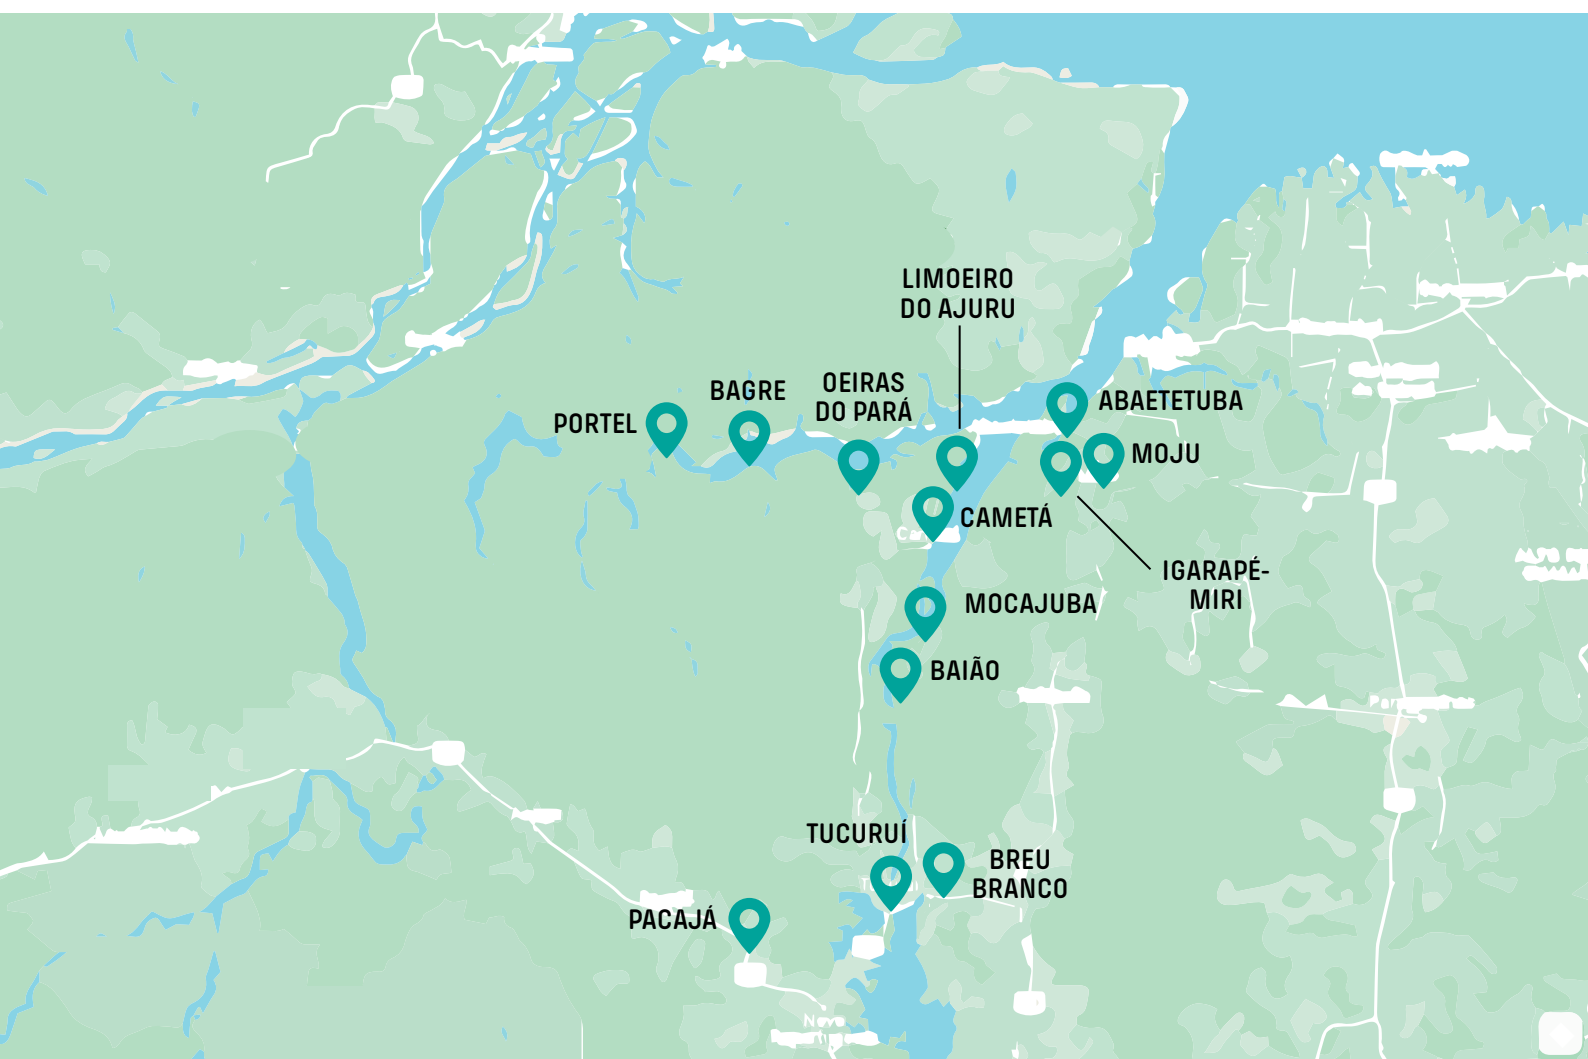 LIMOEIRO
DO AJURU
OEIRAS
DO PARÁ
BAGRE
PORTEL
ABAETETUBA
MOJU
CAMETÁ
IGARAPÉ-
MIRI
MOCAJUBA
BAIÃO
TUCURUÍ
BREU
BRANCO
PACAJÁ
Novo